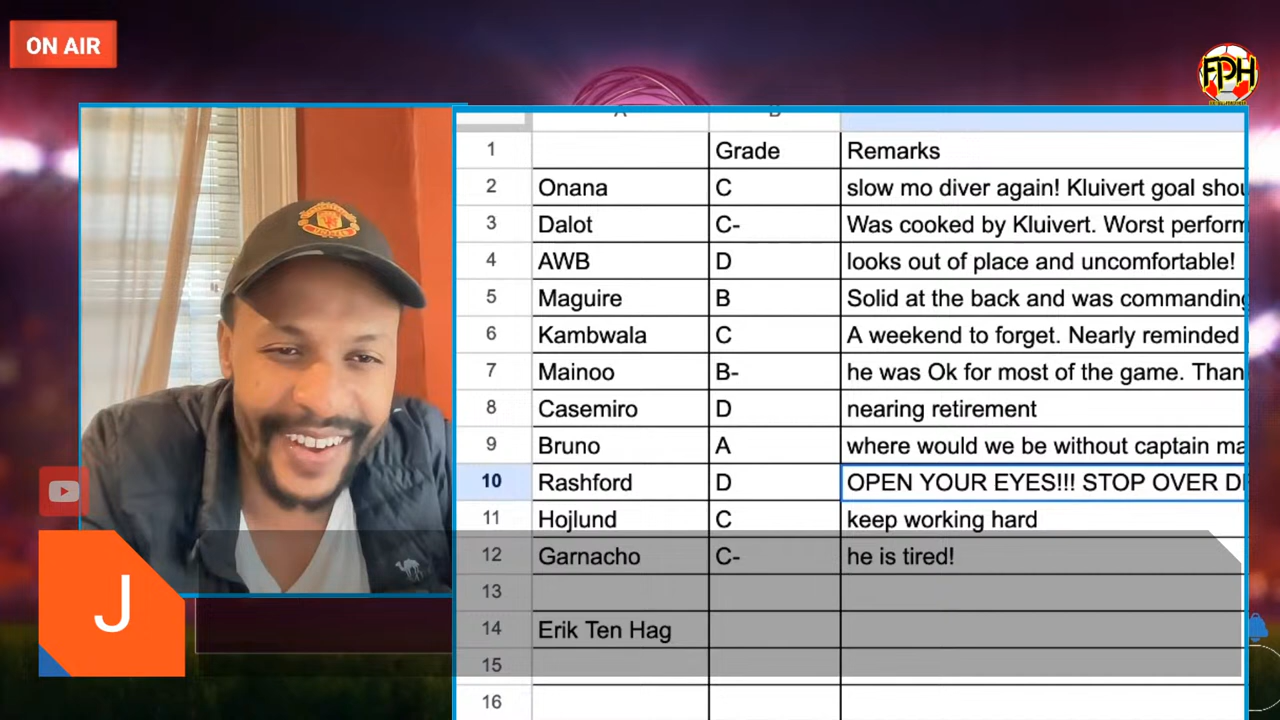 ON AIR
FPH
1 Grade Remarks
2 Onana C slow mo diver again! Kluivert goal shou
3 Dalot C- Was cooked by Kluivert. Worst perform
4 AWB D looks out of place and uncomfortable!
5 Maguire B Solid at the back and was commanding
6 Kambwala C A weekend to forget. Nearly reminded
7 Mainoo B- he was Ok for most of the game. Than
8 Casemiro D nearing retirement
9 Bruno A where would we be without captain ma
10 Rashford D OPEN YOUR EYES!!! STOP OVER D
11 Hojlund C keep working hard
12 Garnacho C- he is tired!
13
14 Erik Ten Hag
15
16
J